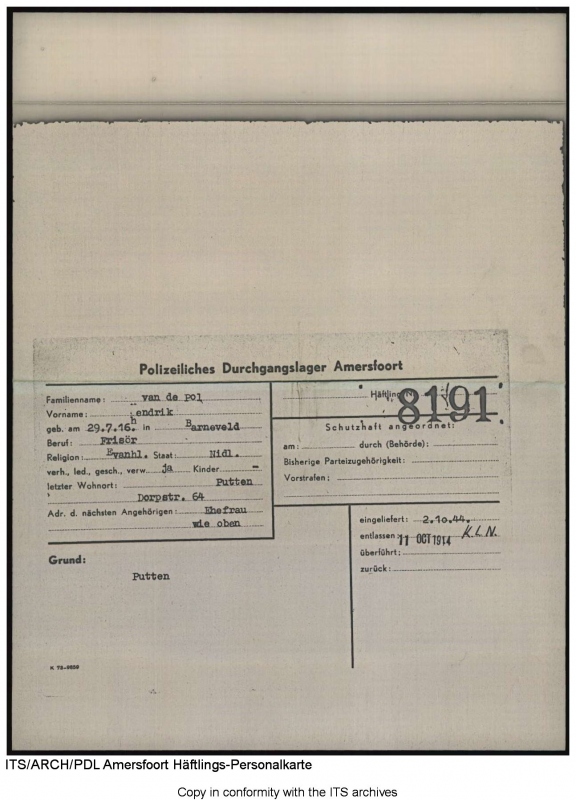 Polizeiliches Durchgangslager Amersfoort
Familienname: van de Pol
Vorname: Hendrik
geb. am 29.7.16. in Barneveld
Beruf: Frisör
Religion: Evanhl. Staat: Nidl.
verh., led., gesch., verw. ja Kinder -
letzter Wohnort: Putten
Dorpstr. 64
Adr. d. nächsten Angehörigen: Ehefrau
wie oben
Häftling 8191
Schutzhaft angeordnet:
am: durch (Behörde):
Bisherige Parteizugehörigkeit:
Vorstrafen:
eingeliefert: 2.10.44.
entlassen: 11 OCT 1914 K.L.N.
überführt:
zurück:
Grund:
Putten
ITS/ARCH/PDL Amersfoort Häftlings-Personalkarte
Copy in conformity with the ITS archives